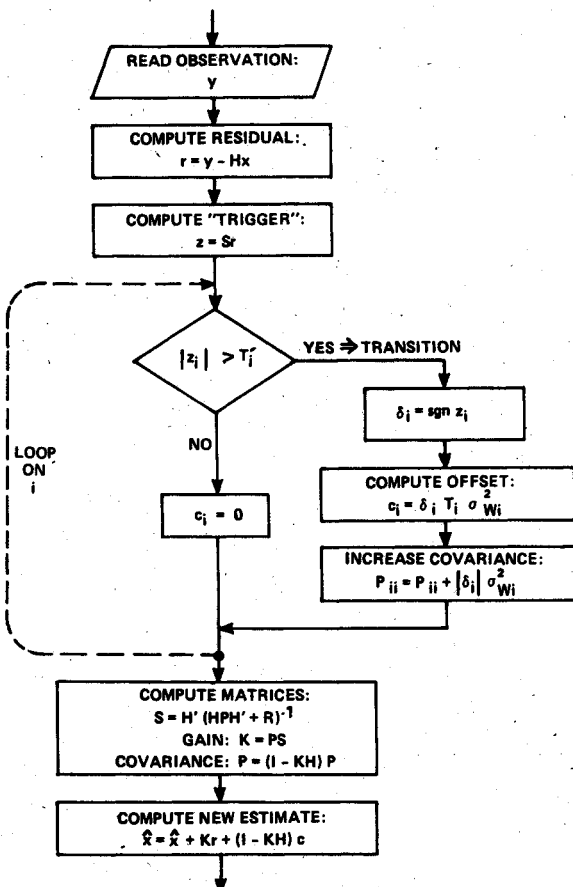 READ OBSERVATION:
y
COMPUTE RESIDUAL:
r = y - Hx
COMPUTE "TRIGGER":
z = Sr
|zᵢ| > Tᵢ′
YES ⇒ TRANSITION
δᵢ = sgn zᵢ
NO
LOOP
ON
i
COMPUTE OFFSET:
cᵢ = δᵢ Tᵢ σ²Wᵢ
cᵢ = 0
INCREASE COVARIANCE:
Pᵢᵢ = Pᵢᵢ + |δᵢ| σ²Wᵢ
COMPUTE MATRICES:
S = H' (HPH' + R)⁻¹
GAIN: K = PS
COVARIANCE: P = (I - KH) P
COMPUTE NEW ESTIMATE:
x̂ = x̂ + Kr + (I - KH) c